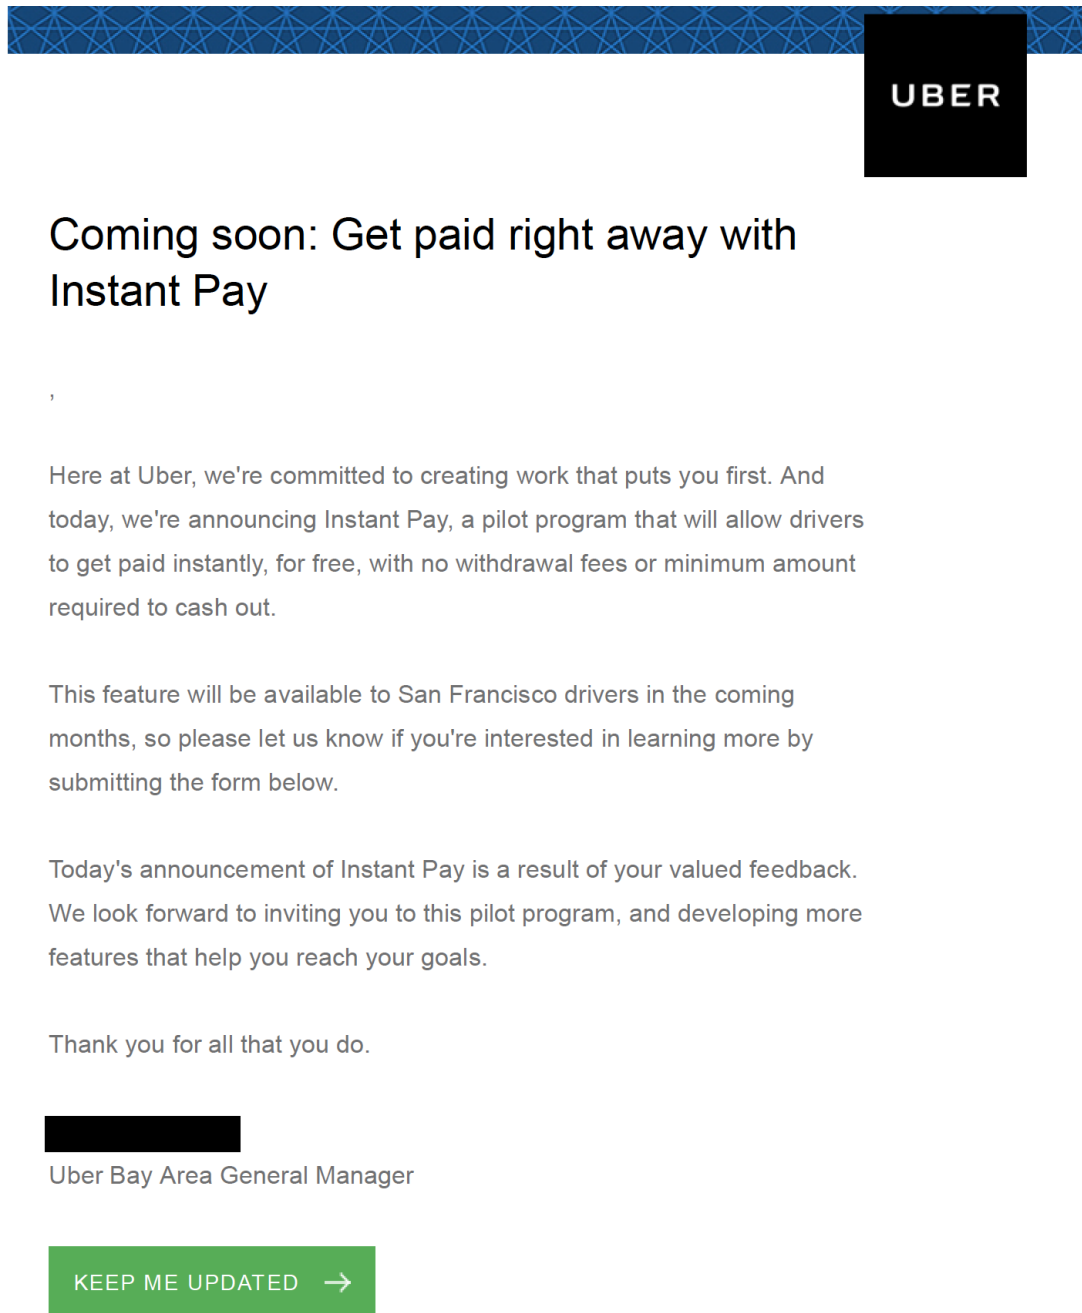 UBER
Coming soon: Get paid right away with
Instant Pay
,
Here at Uber, we're committed to creating work that puts you first. And
today, we're announcing Instant Pay, a pilot program that will allow drivers
to get paid instantly, for free, with no withdrawal fees or minimum amount
required to cash out.
This feature will be available to San Francisco drivers in the coming
months, so please let us know if you're interested in learning more by
submitting the form below.
Today's announcement of Instant Pay is a result of your valued feedback.
We look forward to inviting you to this pilot program, and developing more
features that help you reach your goals.
Thank you for all that you do.
Uber Bay Area General Manager
KEEP ME UPDATED →